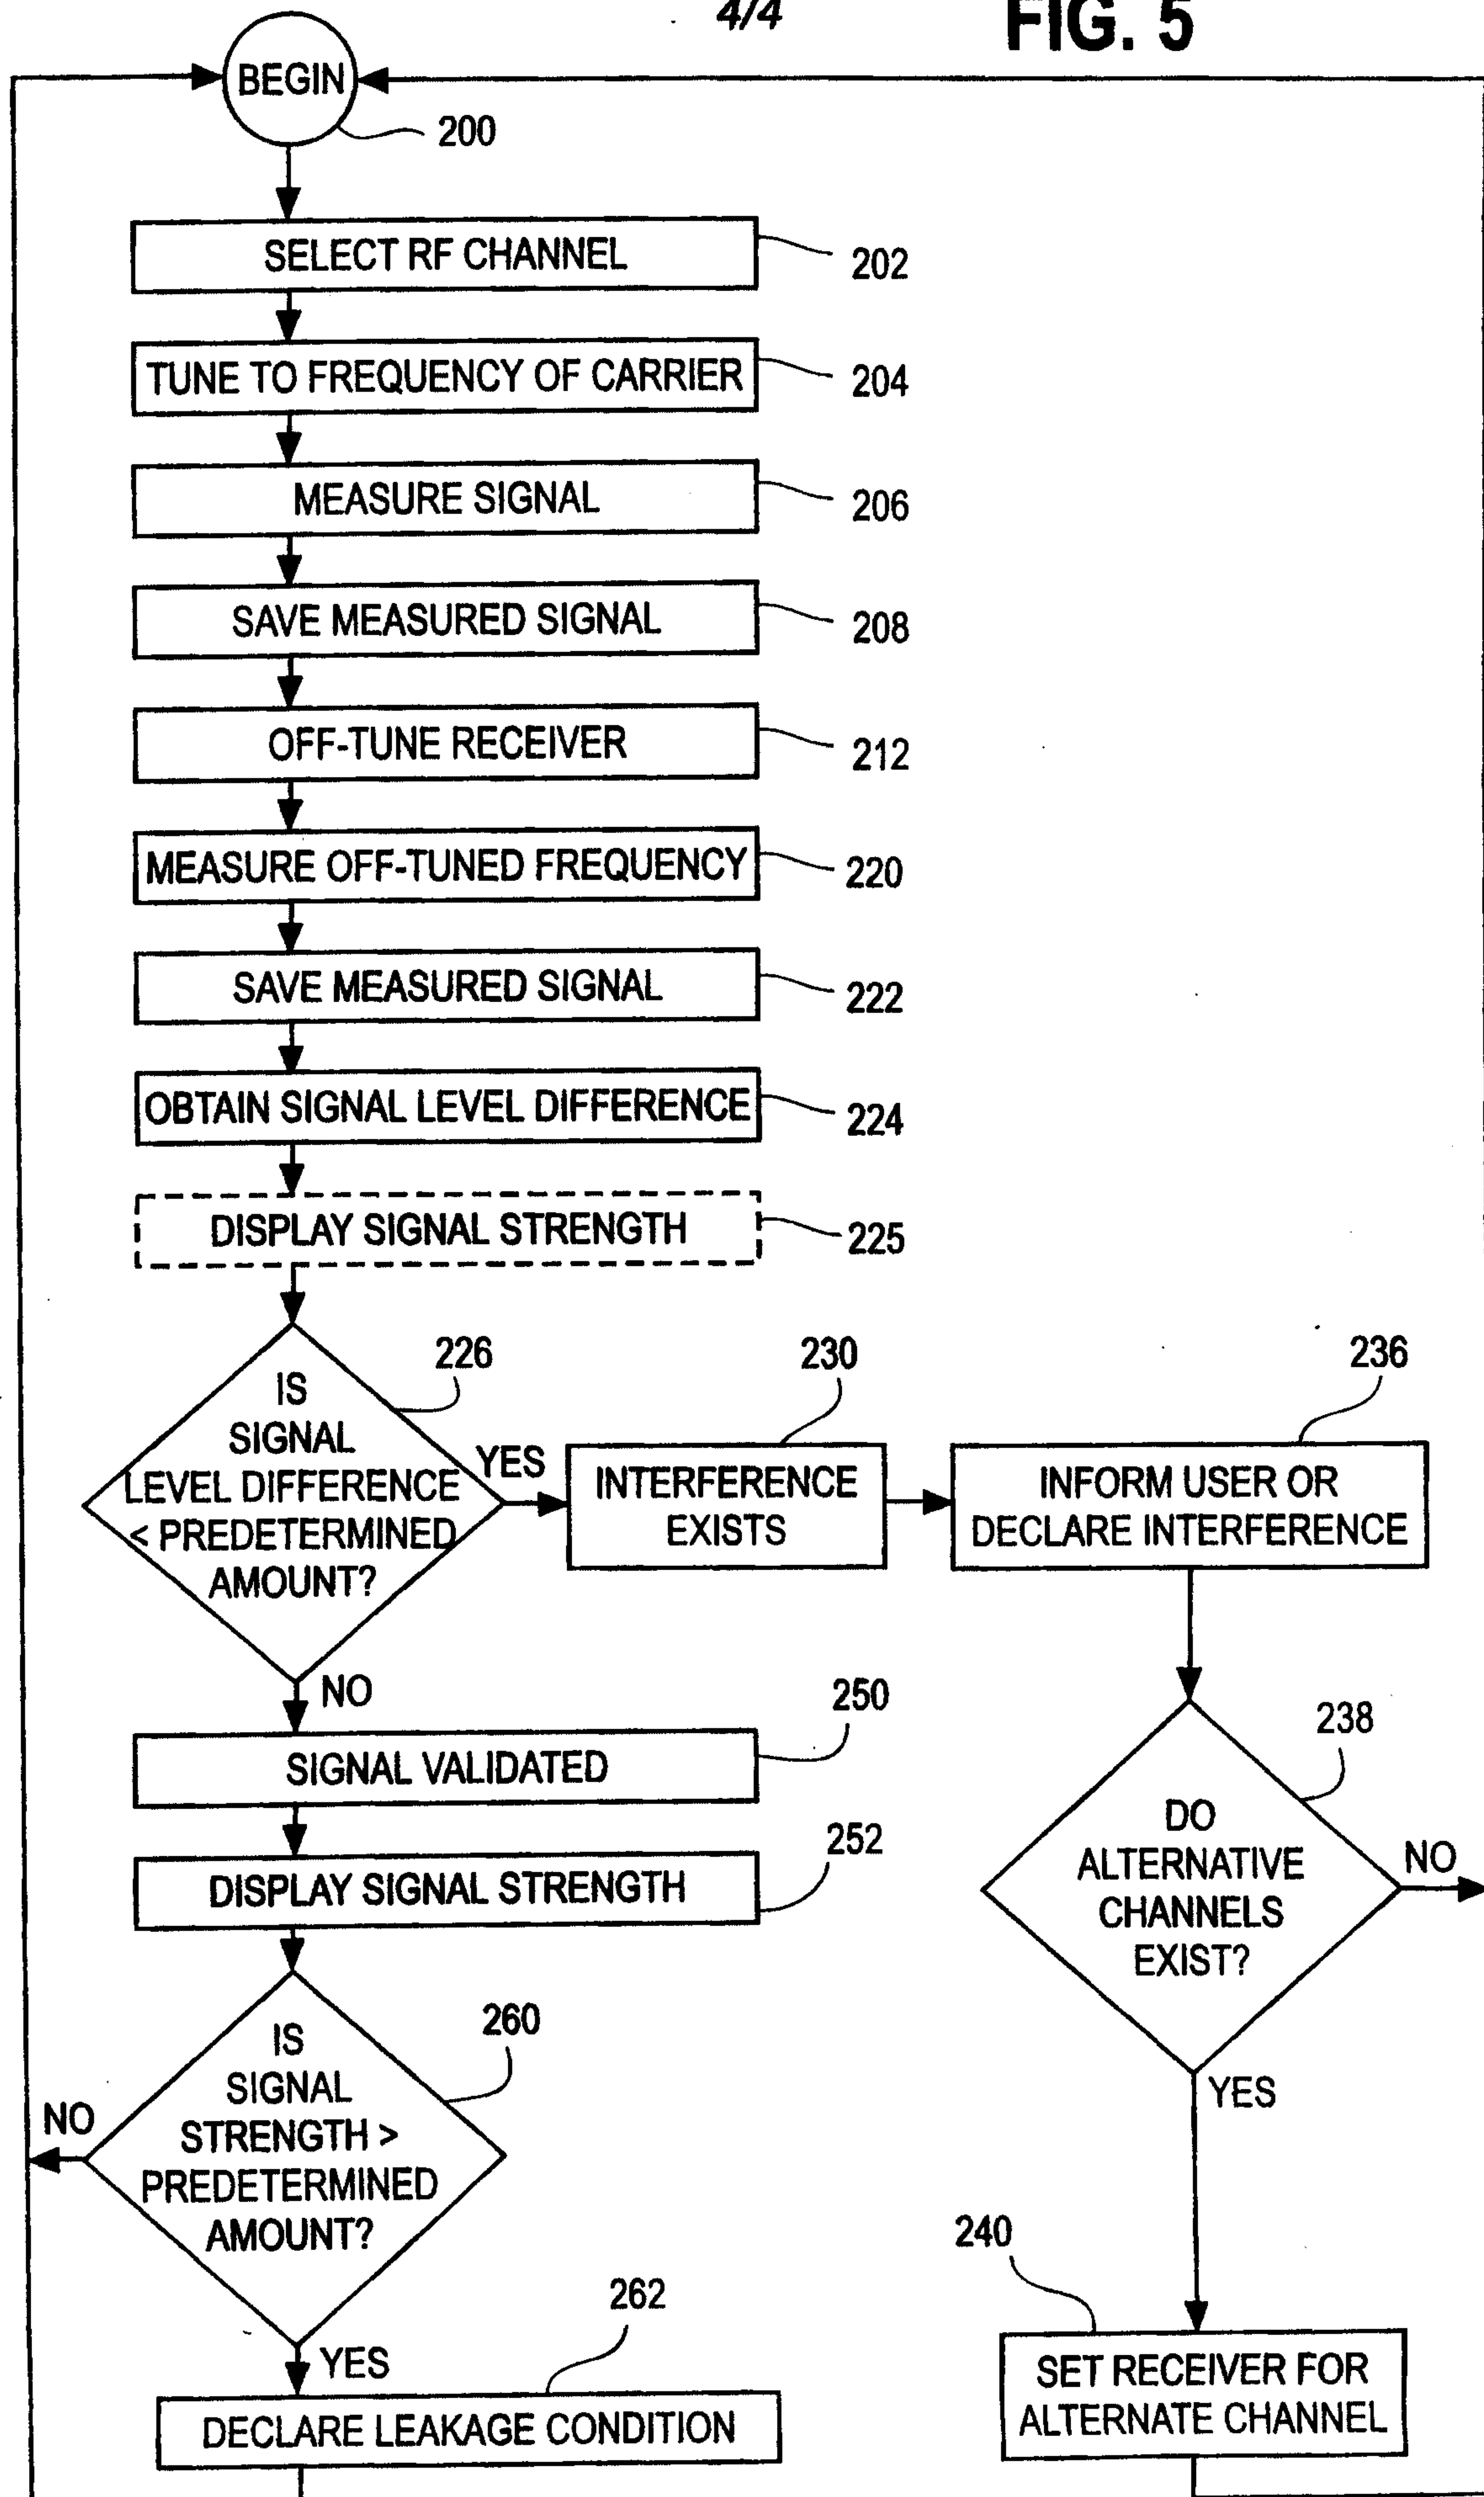 4/4
FIG. 5
BEGIN
200
SELECT RF CHANNEL
202
TUNE TO FREQUENCY OF CARRIER
204
MEASURE SIGNAL
206
SAVE MEASURED SIGNAL
208
OFF-TUNE RECEIVER
212
MEASURE OFF-TUNED FREQUENCY
220
SAVE MEASURED SIGNAL
222
OBTAIN SIGNAL LEVEL DIFFERENCE
224
DISPLAY SIGNAL STRENGTH
225
226
IS
SIGNAL
LEVEL DIFFERENCE
< PREDETERMINED
AMOUNT?
YES
230
INTERFERENCE
EXISTS
236
INFORM USER OR
DECLARE INTERFERENCE
NO
250
SIGNAL VALIDATED
252
DISPLAY SIGNAL STRENGTH
238
DO
ALTERNATIVE
CHANNELS
EXIST?
NO
YES
260
IS
SIGNAL
STRENGTH >
PREDETERMINED
AMOUNT?
NO
YES
262
DECLARE LEAKAGE CONDITION
240
SET RECEIVER FOR
ALTERNATE CHANNEL